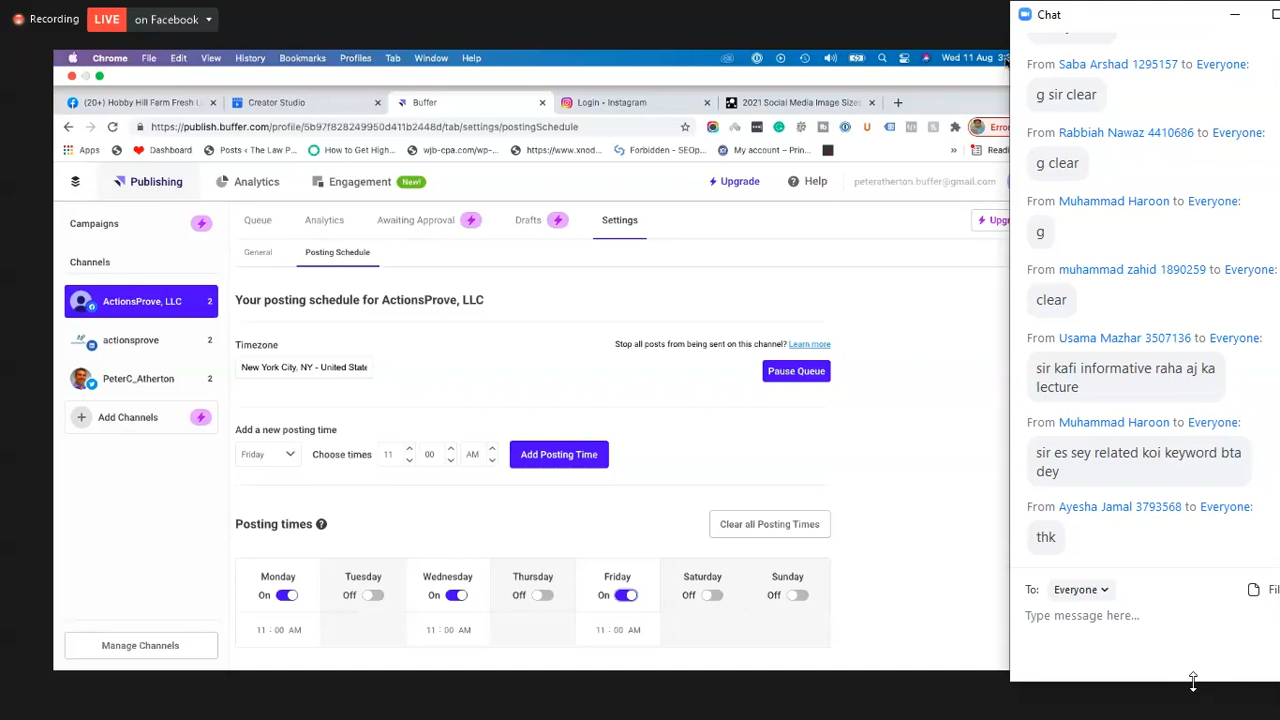 Recording
LIVE on Facebook
Chrome File Edit View History Bookmarks Profiles Tab Window Help
Wed 11 Aug
(20+) Hobby Hill Farm Fresh
Creator Studio
Buffer
Login • Instagram
2021 Social Media Image Sizes
https://publish.buffer.com/profile/5b97f828249950d411b2448d/tab/settings/postingSchedule
Error
Apps
Dashboard
Posts ‹ The Law P...
How to Get High...
wjb-cpa.com/wp-...
https://www.xnod...
Forbidden - SEOp...
My account – Prin...
»
Publishing
Analytics
Engagement New!
Upgrade
Help
peteratherton.buffer@gmail.com
Campaigns
Channels
ActionsProve, LLC 2
actionsprove 2
PeterC_Atherton 2
Add Channels
Manage Channels
Queue Analytics Awaiting Approval Drafts Settings
General Posting Schedule
Your posting schedule for ActionsProve, LLC
Timezone
New York City, NY - United State
Stop all posts from being sent on this channel? Learn more
Pause Queue
Add a new posting time
Friday Choose times 11 00 AM Add Posting Time
Posting times
Clear all Posting Times
Monday Tuesday Wednesday Thursday Friday Saturday Sunday
On Off On Off On Off Off
11 : 00 AM 11 : 00 AM 11 : 00 AM
Chat
From Saba Arshad 1295157 to Everyone:
g sir clear
From Rabbiah Nawaz 4410686 to Everyone:
g clear
From Muhammad Haroon to Everyone:
g
From muhammad zahid 1890259 to Everyone:
clear
From Usama Mazhar 3507136 to Everyone:
sir kafi informative raha aj ka
lecture
From Muhammad Haroon to Everyone:
sir es sey related koi keyword bta
dey
From Ayesha Jamal 3793568 to Everyone:
thk
To: Everyone
Type message here...